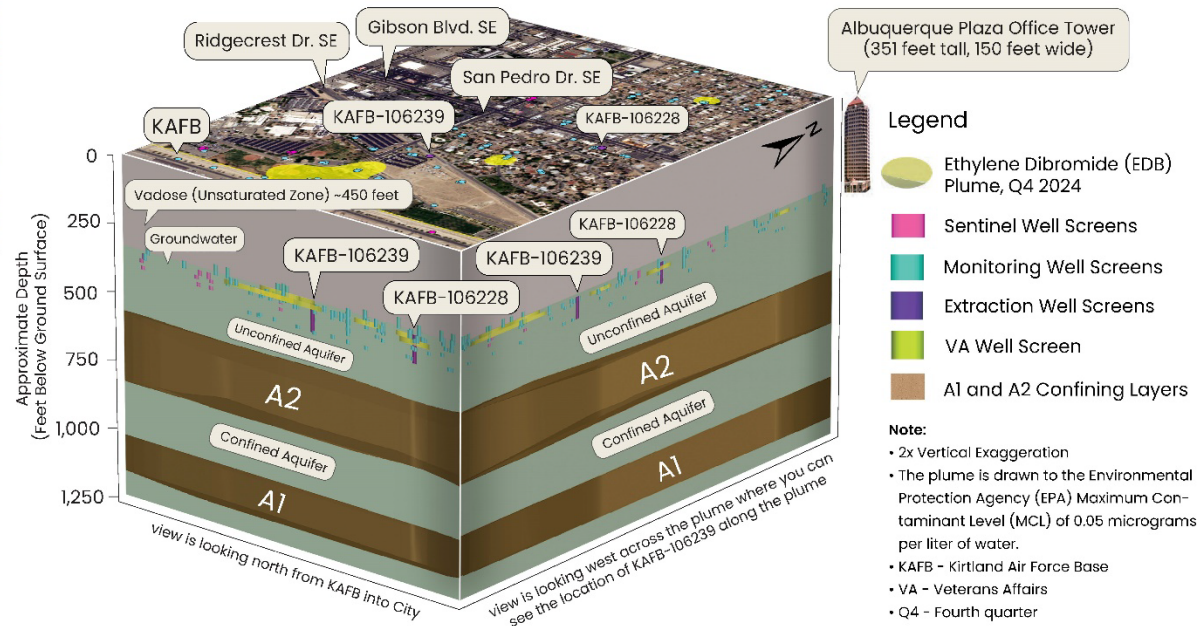 Ridgecrest Dr. SE
Gibson Blvd. SE
San Pedro Dr. SE
KAFB
KAFB-106239
KAFB-106228
Albuquerque Plaza Office Tower
(351 feet tall, 150 feet wide)
N
Approximate Depth
(Feet Below Ground Surface)
0
250
500
750
1,000
1,250
Vadose (Unsaturated Zone) ~450 feet
Groundwater
KAFB-106239
KAFB-106228
Unconfined Aquifer
A2
Confined Aquifer
A1
KAFB-106239
KAFB-106228
Unconfined Aquifer
A2
Confined Aquifer
A1
view is looking north from KAFB into City
view is looking west across the plume where you can
see the location of KAFB-106239 along the plume
Legend
Ethylene Dibromide (EDB)
Plume, Q4 2024
Sentinel Well Screens
Monitoring Well Screens
Extraction Well Screens
VA Well Screen
A1 and A2 Confining Layers
Note:
• 2x Vertical Exaggeration
• The plume is drawn to the Environmental
Protection Agency (EPA) Maximum Con-
taminant Level (MCL) of 0.05 micrograms
per liter of water.
• KAFB - Kirtland Air Force Base
• VA - Veterans Affairs
• Q4 - Fourth quarter